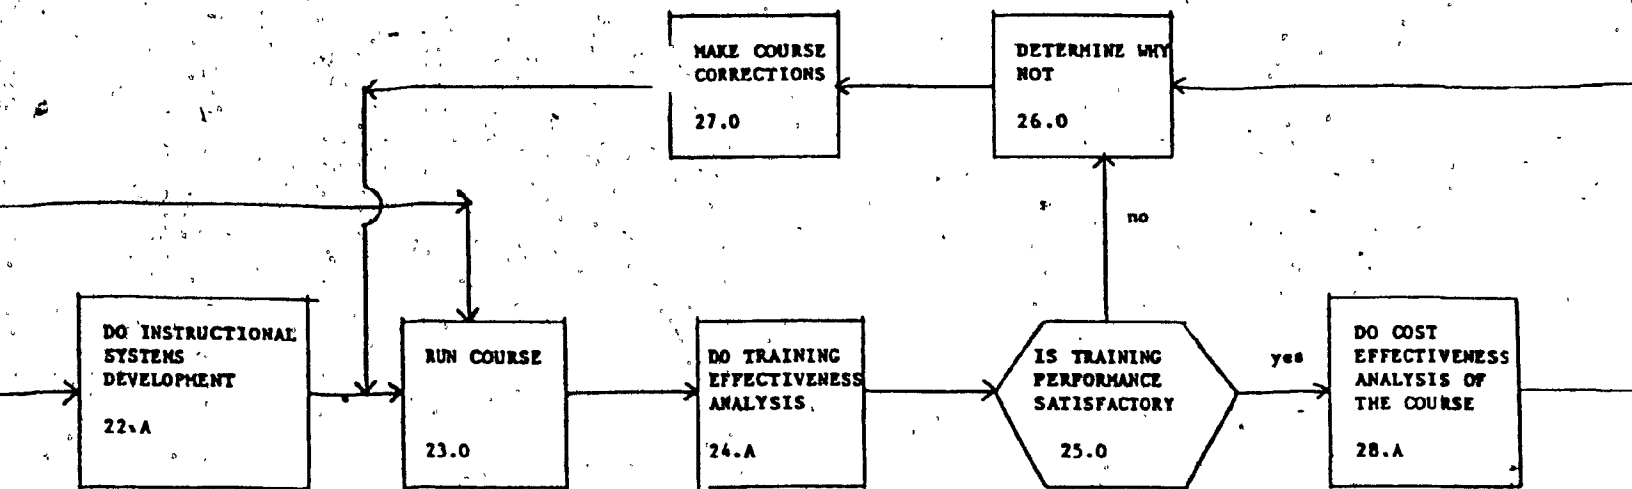 MAKE COURSE
CORRECTIONS
27.0
DETERMINE WHY
NOT
26.0
no
DO INSTRUCTIONAL
SYSTEMS
DEVELOPMENT
22.A
RUN COURSE
23.0
DO TRAINING
EFFECTIVENESS
ANALYSIS
24.A
IS TRAINING
PERFORMANCE
SATISFACTORY
25.0
yes
DO COST
EFFECTIVENESS
ANALYSIS OF
THE COURSE
28.A